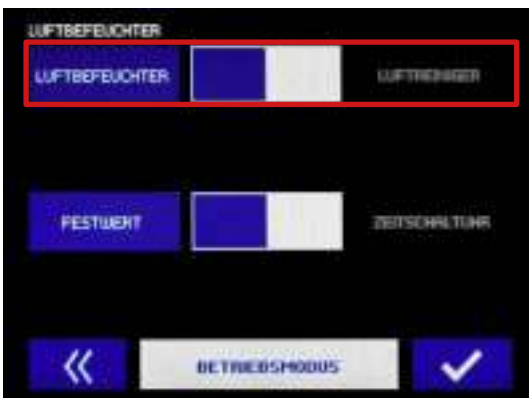 LUFTBEFEUCHTER
LUFTBEFEUCHTER LUFTREINIGER
FESTWERT ZEITSCHALTUHR
BETRIEBSMODUS